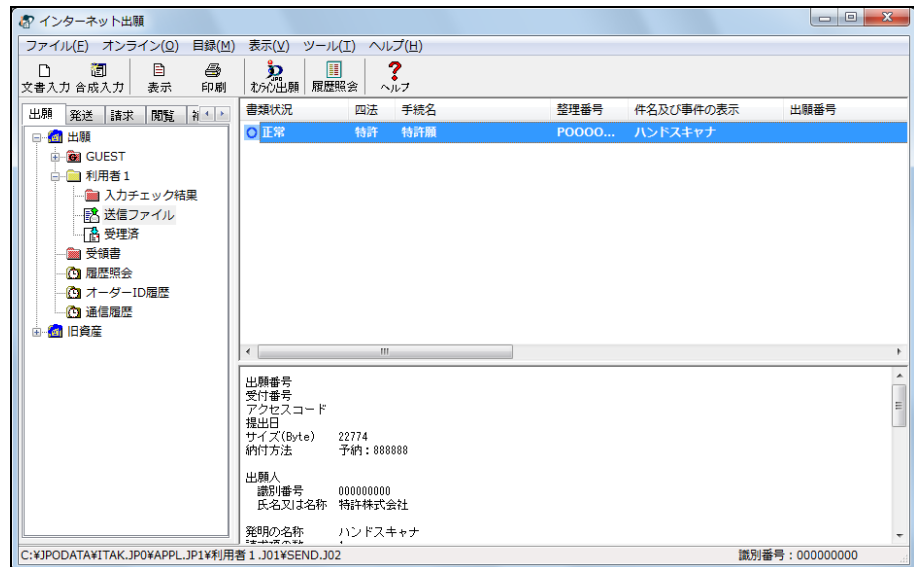 インターネット出願
ファイル(F) オンライン(O) 目録(M) 表示(V) ツール(T) ヘルプ(H)
文書入力 合成入力 表示 印刷 オンライン出願 履歴照会 ヘルプ
出願 発送 請求 閲覧
書類状況 四法 手続名 整理番号 件名及び事件の表示 出願番号
正常 特許 特許願 POOOO... ハンドスキャナ
出願
GUEST
利用者1
入力チェック結果
送信ファイル
受理済
受領書
履歴照会
オーダーID履歴
通信履歴
旧資産
出願番号
受付番号
アクセスコード
提出日
サイズ(Byte) 22774
納付方法 予納:888888
出願人
識別番号 000000000
氏名又は名称 特許株式会社
発明の名称 ハンドスキャナ
C:¥JPODATA¥ITAK.JP0¥APPL.JP1¥利用者1.J01¥SEND.J02 識別番号:000000000